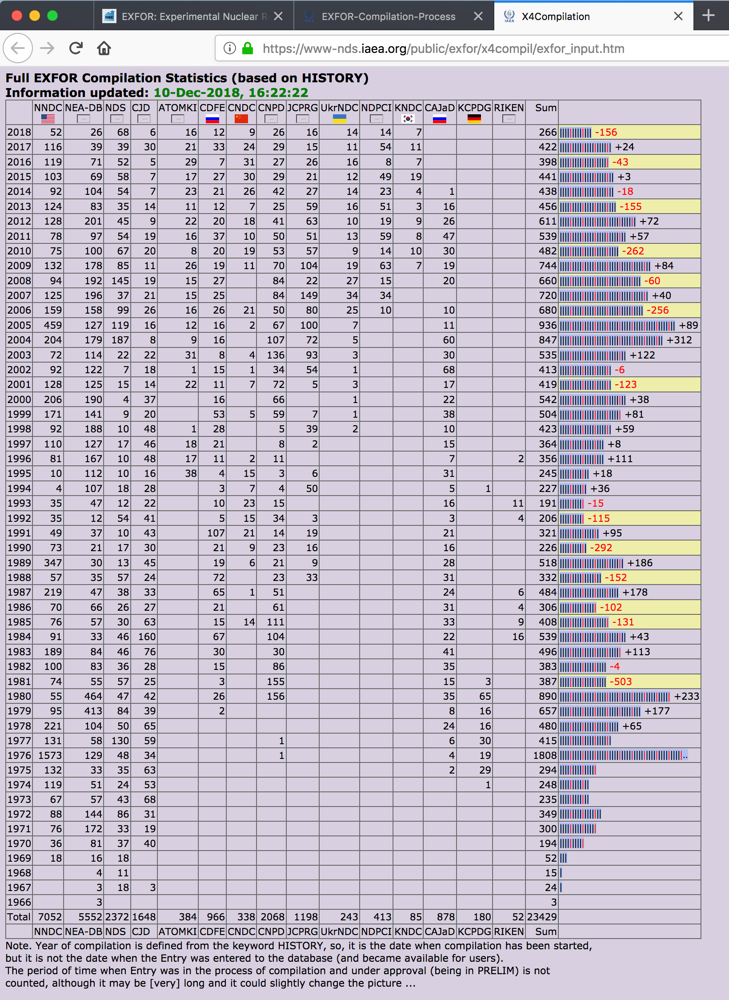 EXFOR: Experimental Nuclear
EXFOR-Compilation-Process
X4Compilation
https://www-nds.iaea.org/public/exfor/x4compil/exfor_input.htm
Full EXFOR Compilation Statistics (based on HISTORY)
Information updated: 10-Dec-2018, 16:22:22
NNDC NEA-DB NDS CJD ATOMKI CDFE CNDC CNPD JCPRG UkrNDC NDPCI KNDC CAJaD KCPDG RIKEN Sum
2018 52 26 68 6 16 12 9 26 16 14 14 7 266 -156
2017 116 39 39 30 21 33 24 29 15 11 54 11 422 +24
2016 119 71 52 5 29 7 31 27 26 16 8 7 398 -43
2015 103 69 58 7 17 27 30 29 21 12 49 19 441 +3
2014 92 104 54 7 23 21 26 42 27 14 23 4 1 438 -18
2013 124 83 35 14 11 12 7 25 59 16 51 3 16 456 -155
2012 128 201 45 9 22 20 18 41 63 10 19 9 26 611 +72
2011 78 97 54 19 16 37 10 50 51 13 59 8 47 539 +57
2010 75 100 67 20 8 20 19 53 57 9 14 10 30 482 -262
2009 132 178 85 11 26 19 11 70 104 19 63 7 19 744 +84
2008 94 192 145 19 15 27 84 22 27 15 20 660 -60
2007 125 196 37 21 15 25 84 149 34 34 720 +40
2006 159 158 99 26 16 26 21 50 80 25 10 10 680 -256
2005 459 127 119 16 12 16 2 67 100 7 11 936 +89
2004 204 179 187 8 9 16 107 72 5 60 847 +312
2003 72 114 22 22 31 8 4 136 93 3 30 535 +122
2002 92 122 7 18 1 15 1 34 54 1 68 413 -6
2001 128 125 15 14 22 11 7 72 5 3 17 419 -123
2000 206 190 4 37 16 66 1 22 542 +38
1999 171 141 9 20 53 5 59 7 1 38 504 +81
1998 92 188 10 48 1 28 5 39 2 10 423 +59
1997 110 127 17 46 18 21 8 2 15 364 +8
1996 81 167 10 48 17 11 2 11 7 2 356 +111
1995 10 112 10 16 38 4 15 3 6 31 245 +18
1994 4 107 18 28 3 7 4 50 5 1 227 +36
1993 35 47 12 22 10 23 15 16 11 191 -15
1992 35 12 54 41 5 15 34 3 3 4 206 -115
1991 49 37 10 43 107 21 14 19 21 321 +95
1990 73 21 17 30 21 9 23 16 16 226 -292
1989 347 30 13 45 19 6 21 9 28 518 +186
1988 57 35 57 24 72 23 33 31 332 -152
1987 219 47 38 33 65 1 51 24 6 484 +178
1986 70 66 26 27 21 61 31 4 306 -102
1985 76 57 30 63 15 14 111 33 9 408 -131
1984 91 33 46 160 67 104 22 16 539 +43
1983 189 84 46 76 30 30 41 496 +113
1982 100 83 36 28 15 86 35 383 -4
1981 74 55 57 25 3 155 15 3 387 -503
1980 55 464 47 42 26 156 35 65 890 +233
1979 95 413 84 39 2 8 16 657 +177
1978 221 104 50 65 24 16 480 +65
1977 131 58 130 59 1 6 30 415
1976 1573 129 48 34 1 4 19 1808 ..
1975 132 33 35 63 2 29 294
1974 119 51 24 53 1 248
1973 67 57 43 68 235
1972 88 144 86 31 349
1971 76 172 33 19 300
1970 36 81 37 40 194
1969 18 16 18 52
1968 4 11 15
1967 3 18 3 24
1966 3 3
Total 7052 5552 2372 1648 384 966 338 2068 1198 243 413 85 878 180 52 23429
NNDC NEA-DB NDS CJD ATOMKI CDFE CNDC CNPD JCPRG UkrNDC NDPCI KNDC CAJaD KCPDG RIKEN Sum
Note. Year of compilation is defined from the keyword HISTORY, so, it is the date when compilation has been started,
but it is not the date when the Entry was entered to the database (and became available for users).
The period of time when Entry was in the process of compilation and under approval (being in PRELIM) is not
counted, although it may be [very] long and it could slightly change the picture ...